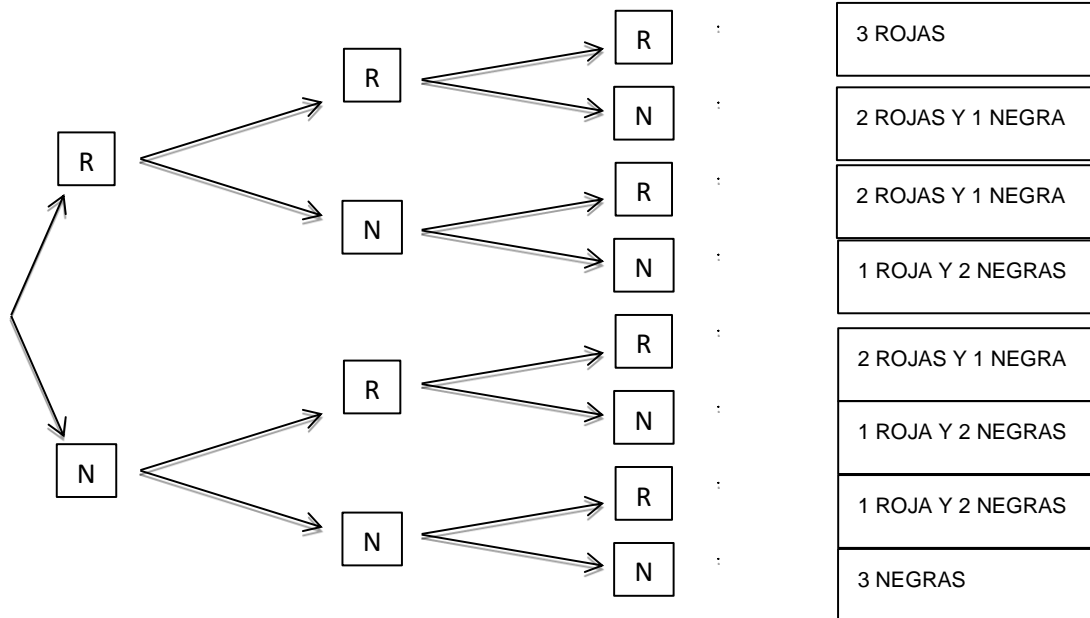 R 3 ROJAS
R
N 2 ROJAS Y 1 NEGRA
R
R 2 ROJAS Y 1 NEGRA
N
N 1 ROJA Y 2 NEGRAS
R 2 ROJAS Y 1 NEGRA
R
N 1 ROJA Y 2 NEGRAS
N
R 1 ROJA Y 2 NEGRAS
N
N 3 NEGRAS